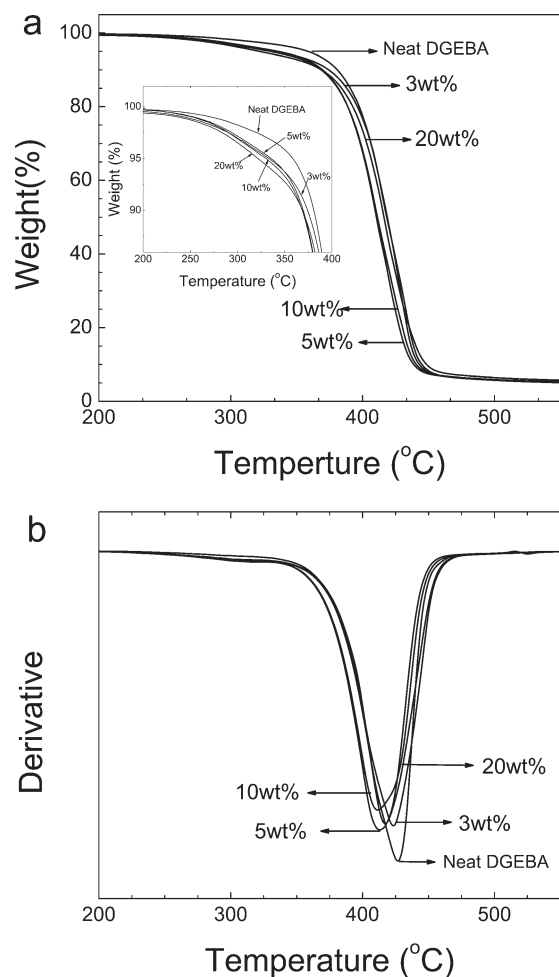 a
100
80
60
40
20
0
Weight(%)
Neat DGEBA
3wt%
20wt%
10wt%
5wt%
100
95
90
Weight (%)
Neat DGEBA
5wt%
3wt%
20wt%
10wt%
200
250
300
350
400
Temperature (°C)
200
300
400
500
Temperture (°C)
b
Derivative
10wt%
5wt%
20wt%
3wt%
Neat DGEBA
200
300
400
500
Temperature (°C)